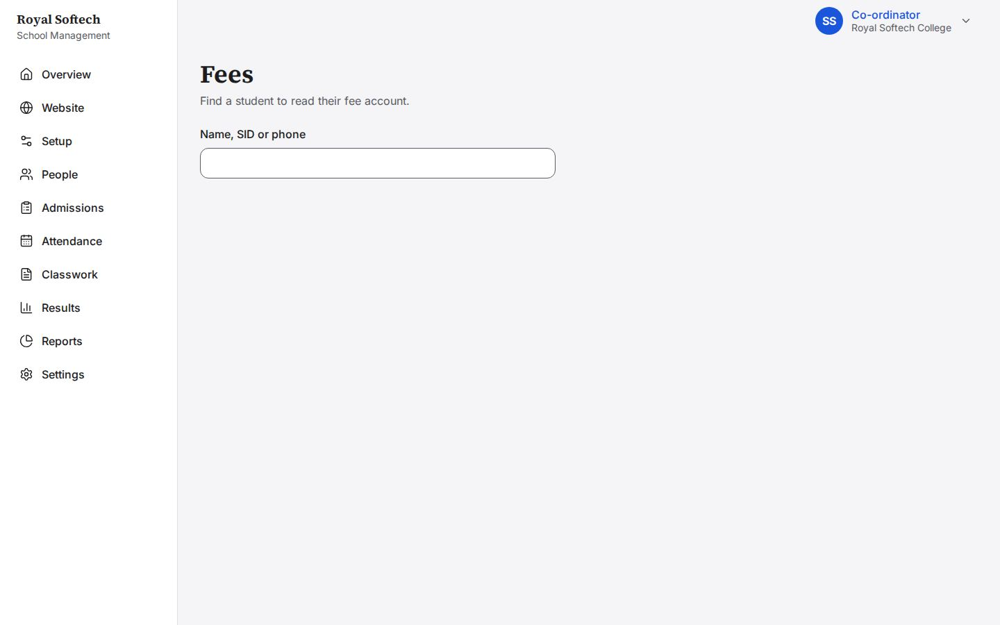 Royal Softech
School Management
Overview
Website
Setup
People
Admissions
Attendance
Classwork
Results
Reports
Settings
SS
Co-ordinator
Royal Softech College
Fees
Find a student to read their fee account.
Name, SID or phone